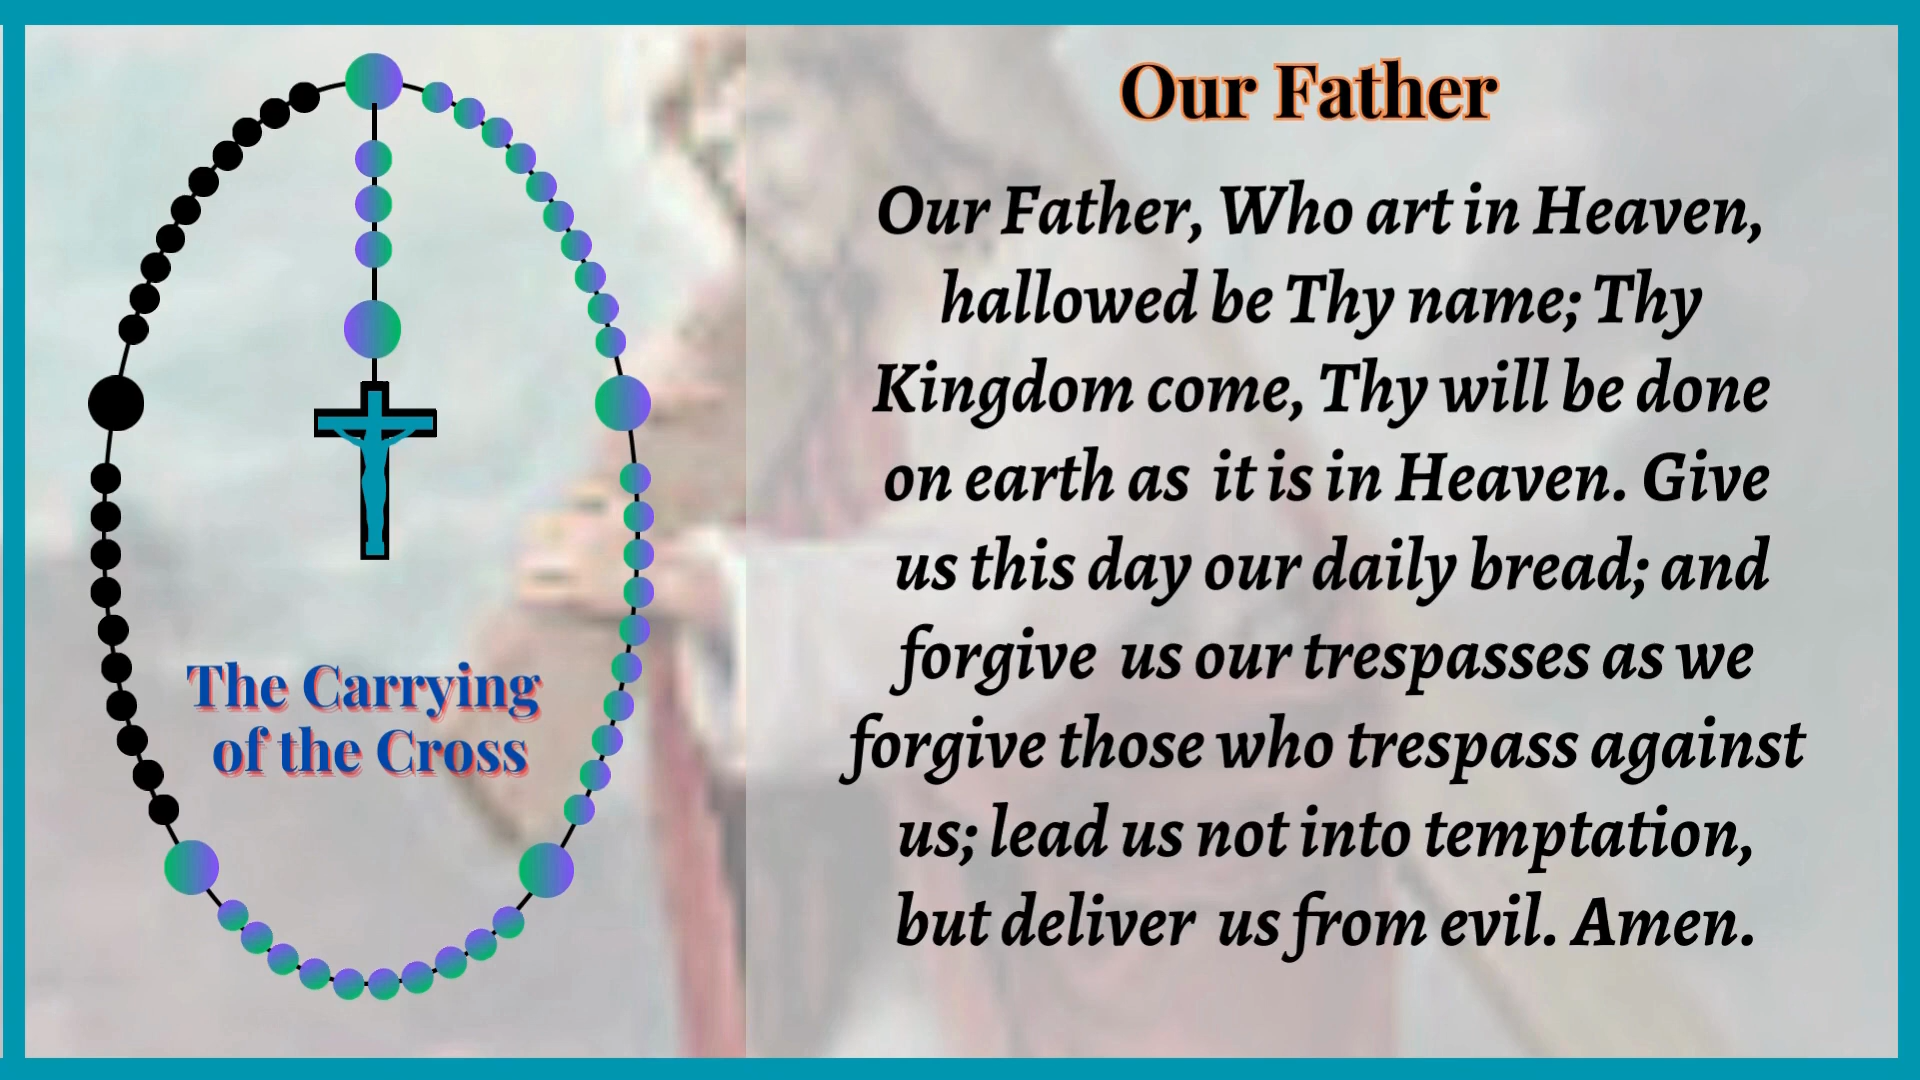 The Carrying
of the Cross
Our Father
Our Father, Who art in Heaven,
hallowed be Thy name; Thy
Kingdom come, Thy will be done
on earth as it is in Heaven. Give
us this day our daily bread; and
forgive us our trespasses as we
forgive those who trespass against
us; lead us not into temptation,
but deliver us from evil. Amen.